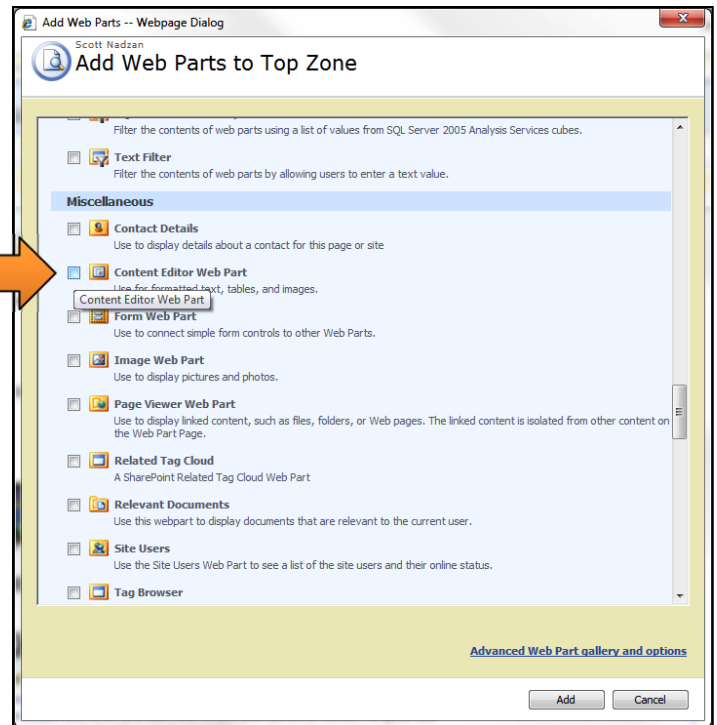 Add Web Parts -- Webpage Dialog
Scott Nadzan
Add Web Parts to Top Zone
Filter the contents of web parts using a list of values from SQL Server 2005 Analysis Services cubes.
Text Filter
Filter the contents of web parts by allowing users to enter a text value.
Miscellaneous
Contact Details
Use to display details about a contact for this page or site
Content Editor Web Part
Use for formatted text, tables, and images.
Content Editor Web Part
Form Web Part
Use to connect simple form controls to other Web Parts.
Image Web Part
Use to display pictures and photos.
Page Viewer Web Part
Use to display linked content, such as files, folders, or Web pages. The linked content is isolated from other content on
the Web Part Page.
Related Tag Cloud
A SharePoint Related Tag Cloud Web Part
Relevant Documents
Use this webpart to display documents that are relevant to the current user.
Site Users
Use the Site Users Web Part to see a list of the site users and their online status.
Tag Browser
Advanced Web Part gallery and options
Add
Cancel